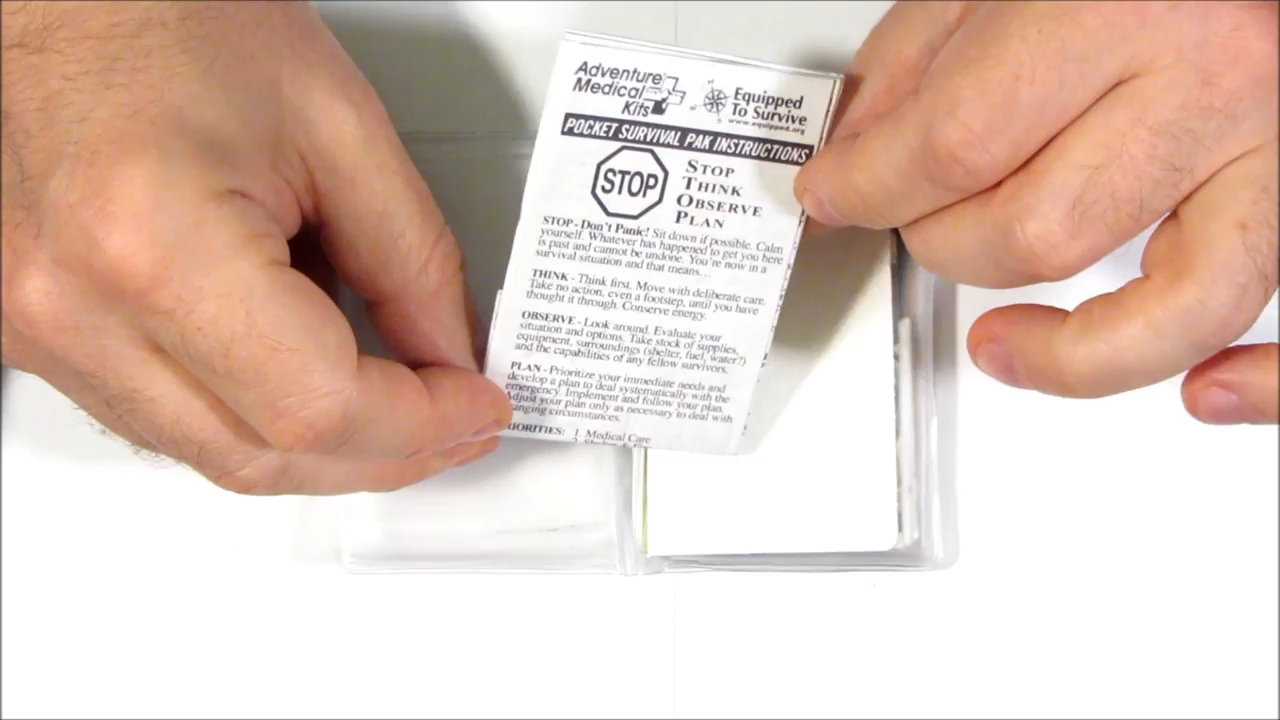 Adventure
Medical
Kits
Equipped
To Survive
www.equipped.org
POCKET SURVIVAL PAK INSTRUCTIONS
STOP
STOP
THINK
OBSERVE
PLAN
STOP - Don't Panic! Sit down if possible. Calm
yourself. Whatever has happened to get you here
is past and cannot be undone. You're now in a
survival situation and that means…
THINK - Think first. Move with deliberate care.
Take no action, even a footstep, until you have
thought it through. Conserve energy.
OBSERVE - Look around. Evaluate your
situation and options. Take stock of supplies,
equipment, surroundings (shelter, fuel, water?)
and the capabilities of any fellow survivors.
PLAN - Prioritize your immediate needs and
develop a plan to deal systematically with the
emergency. Implement and follow your plan.
Adjust your plan only as necessary to deal with
anging circumstances.
RIORITIES: 1. Medical Care